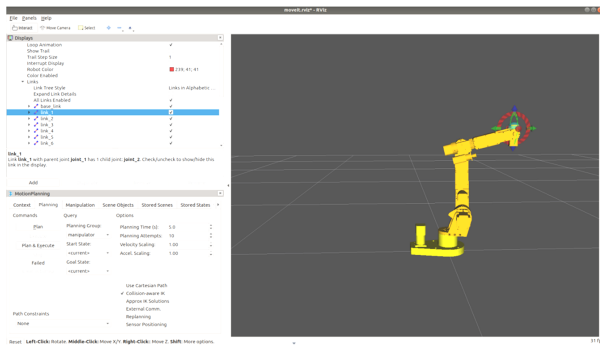 moveit.rviz* - RViz
File Panels Help
Interact Move Camera Select
Displays
Loop Animation
Show Trail
Trail Step Size 1
Interrupt Display
Robot Color 239; 41; 41
Color Enabled
Links
Link Tree Style Links in Alphabetic ...
Expand Link Details
All Links Enabled
base_link
link_1
link_2
link_3
link_4
link_5
link_6
link_1
Link link_1 with parent joint joint_1 has 1 child joint: joint_2. Check/uncheck to show/hide this
link in the display
Add
MotionPlanning
Context Planning Manipulation Scene Objects Stored Scenes Stored States
Commands Query Options
Plan Planning Group Planning Time (s): 5.0
manipulator Planning Attempts: 10
Plan & Execute Start State: Velocity Scaling: 1.00
<current> Accel. Scaling: 1.00
Failed Goal State:
<current>
Use Cartesian Path
Collision-aware IK
Approx IK Solutions
External Comm.
Replanning
Path Constraints
None Sensor Positioning
Reset Left-Click: Rotate. Middle-Click: Move X/Y. Right-Click: Move Z. Shift: More options. 31 f